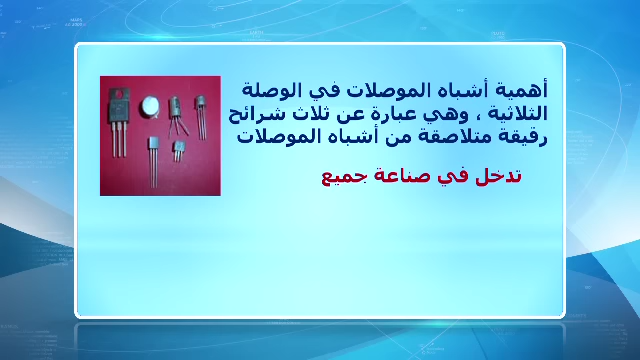 أهمية أشباه الموصلات في الوصلة
الثلاثية ، وهي عبارة عن ثلاث شرائح
رقيقة متلاصقة من أشباه الموصلات
تدخل في صناعة جميع